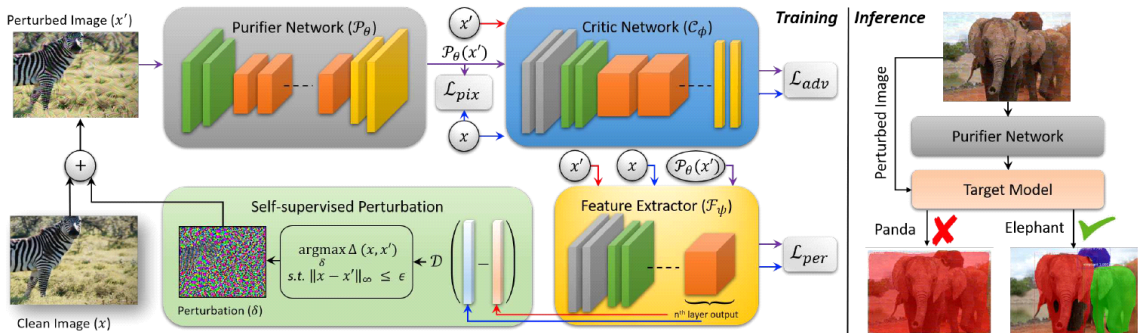 Perturbed Image (x′)
Purifier Network (𝒫θ)
x′
𝒫θ(x′)
ℒpix
x
Critic Network (𝒞ϕ)
Training
ℒadv
+
Clean Image (x)
Self-supervised Perturbation
Perturbation (δ)
argmax Δ (x, x′)
δ
s.t. ‖x − x′‖∞ ≤ ϵ
𝒟
−
x′
x
𝒫θ(x′)
Feature Extractor (ℱψ)
nth layer output
ℒper
Inference
Perturbed Image
Purifier Network
Target Model
Panda
Elephant